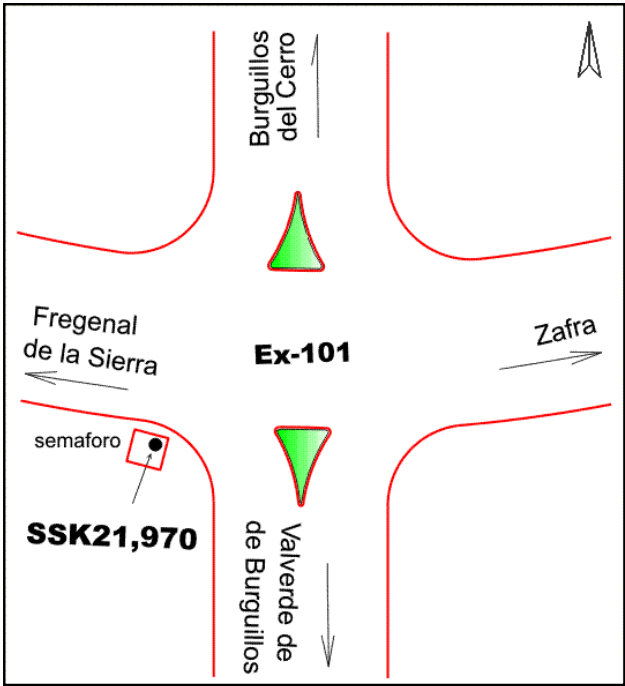 Burguillos
del Cerro
Fregenal
de la Sierra
Ex-101
Zafra
semaforo
SSK21,970
Valverde de
de Burguillos